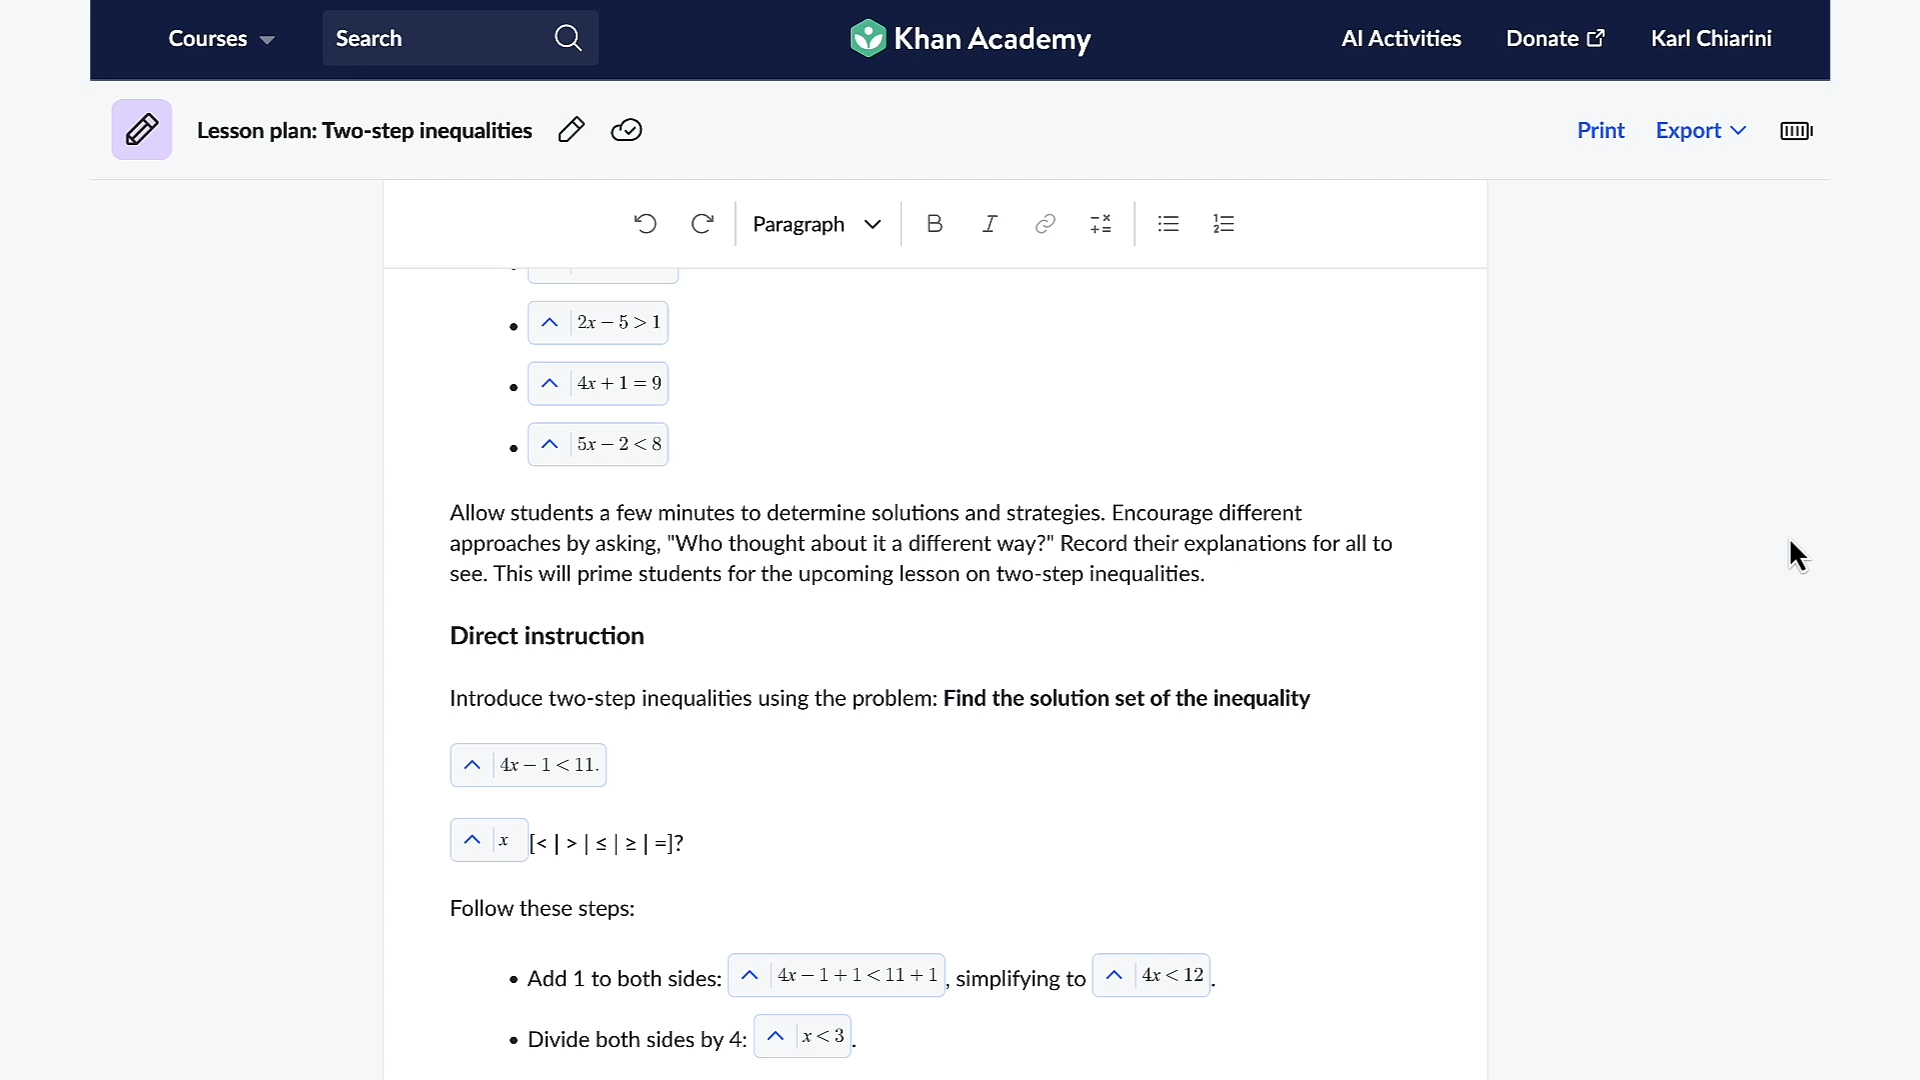 Courses Search Khan Academy AI Activities Donate Karl Chiarini
Lesson plan: Two-step inequalities Print Export
Paragraph B I
• 2x − 5 > 1
• 4x + 1 = 9
• 5x − 2 < 8
Allow students a few minutes to determine solutions and strategies. Encourage different
approaches by asking, "Who thought about it a different way?" Record their explanations for all to
see. This will prime students for the upcoming lesson on two-step inequalities.
Direct instruction
Introduce two-step inequalities using the problem: Find the solution set of the inequality
4x − 1 < 11.
x [< | > | ≤ | ≥ | =]?
Follow these steps:
• Add 1 to both sides: 4x − 1 + 1 < 11 + 1, simplifying to 4x < 12.
• Divide both sides by 4: x < 3.